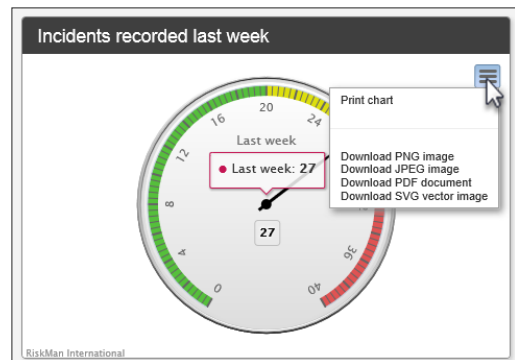 Incidents recorded last week
Print chart
Download PNG image
Download JPEG image
Download PDF document
Download SVG vector image
0
4
8
12
16
20
24
36
40
Last week
Last week: 27
27
RiskMan International